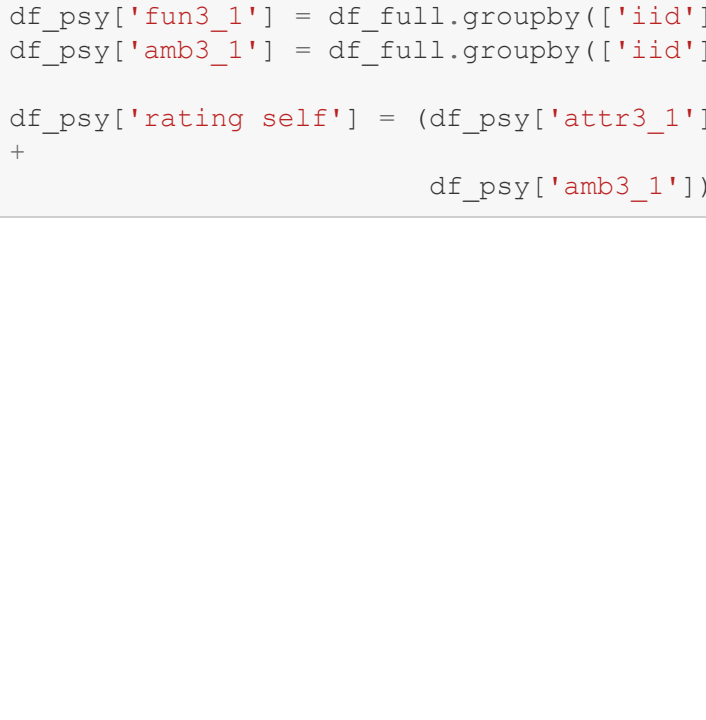 df_psy['fun3_1'] = df_full.groupby(['iid']
df_psy['amb3_1'] = df_full.groupby(['iid']
df_psy['rating self'] = (df_psy['attr3_1']
+
df_psy['amb3_1'])